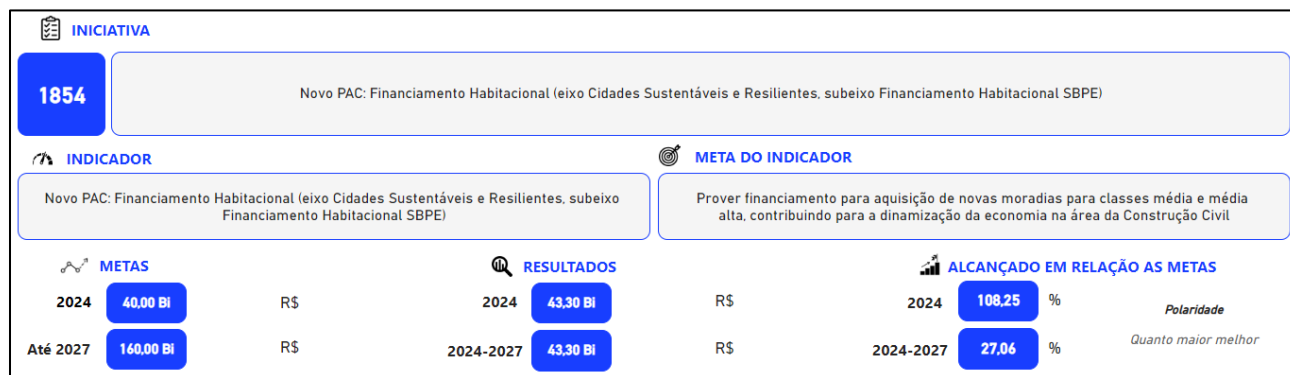 INICIATIVA
1854
Novo PAC: Financiamento Habitacional (eixo Cidades Sustentáveis e Resilientes, subeixo Financiamento Habitacional SBPE)
INDICADOR
META DO INDICADOR
Novo PAC: Financiamento Habitacional (eixo Cidades Sustentáveis e Resilientes, subeixo
Financiamento Habitacional SBPE)
Prover financiamento para aquisição de novas moradias para classes média e média
alta, contribuindo para a dinamização da economia na área da Construção Civil
METAS
RESULTADOS
ALCANÇADO EM RELAÇÃO AS METAS
2024 40,00 Bi R$ 2024 43,30 Bi R$ 2024 108,25 %
Polaridade
Quanto maior melhor
Até 2027 160,00 Bi R$ 2024-2027 43,30 Bi R$ 2024-2027 27,06 %